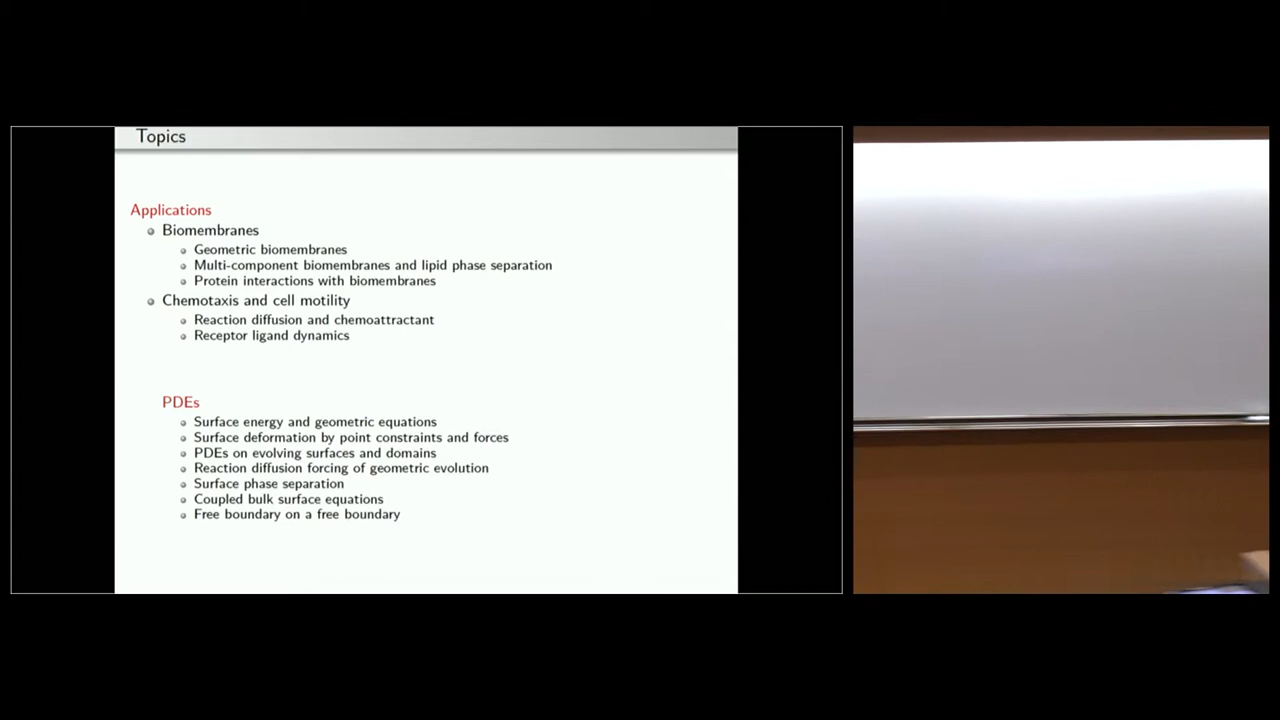 Topics
Applications
Biomembranes
Geometric biomembranes
Multi-component biomembranes and lipid phase separation
Protein interactions with biomembranes
Chemotaxis and cell motility
Reaction diffusion and chemoattractant
Receptor ligand dynamics
PDEs
Surface energy and geometric equations
Surface deformation by point constraints and forces
PDEs on evolving surfaces and domains
Reaction diffusion forcing of geometric evolution
Surface phase separation
Coupled bulk surface equations
Free boundary on a free boundary